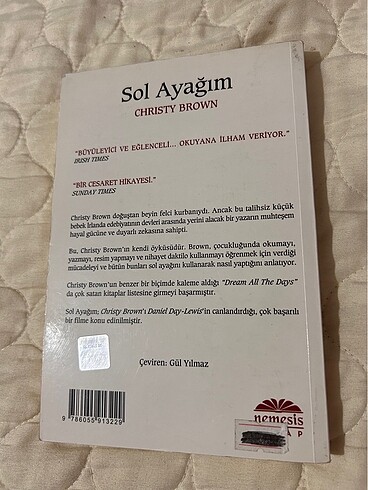 Sol Ayağım
CHRISTY BROWN
"BÜYÜLEYİCİ VE EĞLENCELİ... OKUYANA İLHAM VERİYOR."
IRISH TIMES
"BİR CESARET HİKAYESİ."
SUNDAY TIMES
Christy Brown doğuştan beyin felci kurbanıydı. Ancak bu talihsiz küçük
bebek İrlanda edebiyatının devleri arasında yerini alacak bir yazarın muhteşem
hayal gücüne ve duyarlı zekasına sahipti.
Bu, Christy Brown'ın kendi öyküsüdür. Brown, çocukluğunda okumayı,
yazmayı, resim yapmayı ve nihayet daktilo kullanmayı öğrenmek için verdiği
mücadeleyi ve bütün bunları sol ayağını kullanarak nasıl yaptığını anlatıyor.
Christy Brown'un benzer bir biçimde kaleme aldığı "Dream All The Days"
da çok satan kitaplar listesine girmeyi başarmıştır.
Sol Ayağım; Christy Brown'ı Daniel Day-Lewis'in canlandırdığı, çok başarılı
bir filme konu edinilmiştir.
Çeviren: Gül Yılmaz
9 786055 913229
nemesis